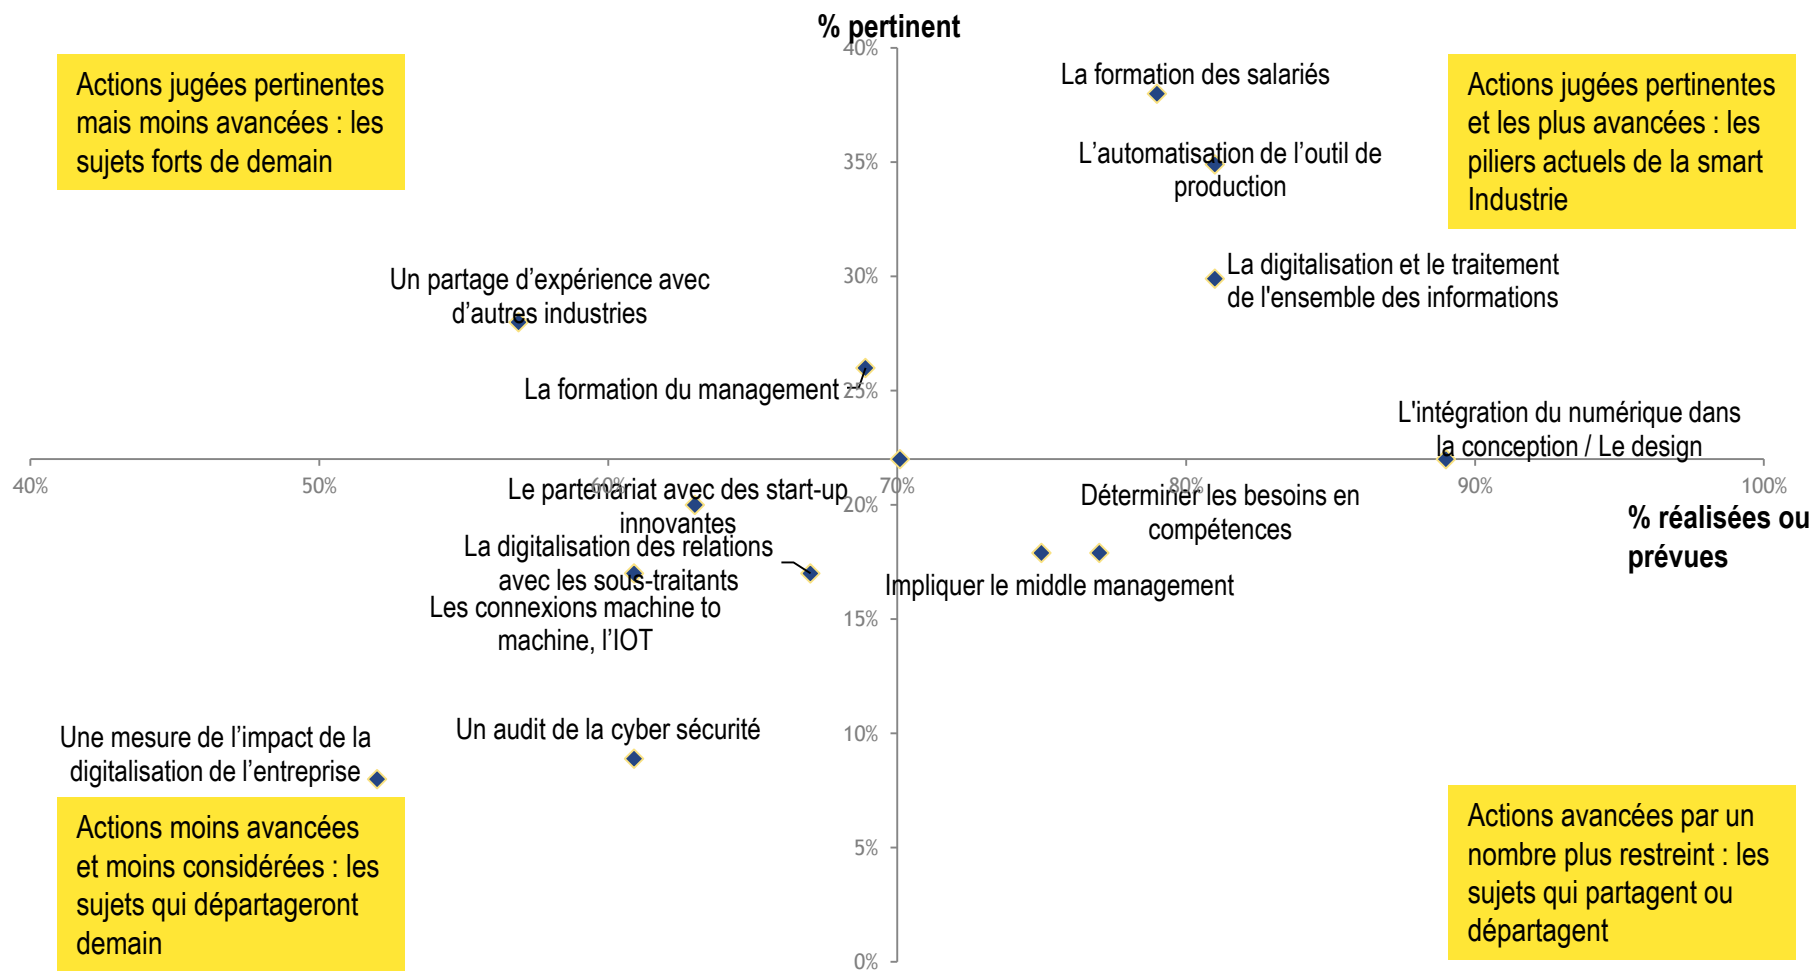 % pertinent
40%
Actions jugées pertinentes
mais moins avancées : les
sujets forts de demain
La formation des salariés
Actions jugées pertinentes
et les plus avancées : les
piliers actuels de la smart
Industrie
35%
L’automatisation de l’outil de
production
30%
Un partage d’expérience avec
d’autres industries
La digitalisation et le traitement
de l'ensemble des informations
La formation du management
25%
L'intégration du numérique dans
la conception / Le design
40%
50%
60%
70%
80%
90%
100%
Le partenariat avec des start-up
innovantes
20%
Déterminer les besoins en
compétences
% réalisées ou
prévues
La digitalisation des relations
avec les sous-traitants
Impliquer le middle management
Les connexions machine to
machine, l’IOT
15%
Un audit de la cyber sécurité
10%
Une mesure de l’impact de la
digitalisation de l’entreprise
Actions moins avancées
et moins considérées : les
sujets qui départageront
demain
5%
Actions avancées par un
nombre plus restreint : les
sujets qui partagent ou
départagent
0%